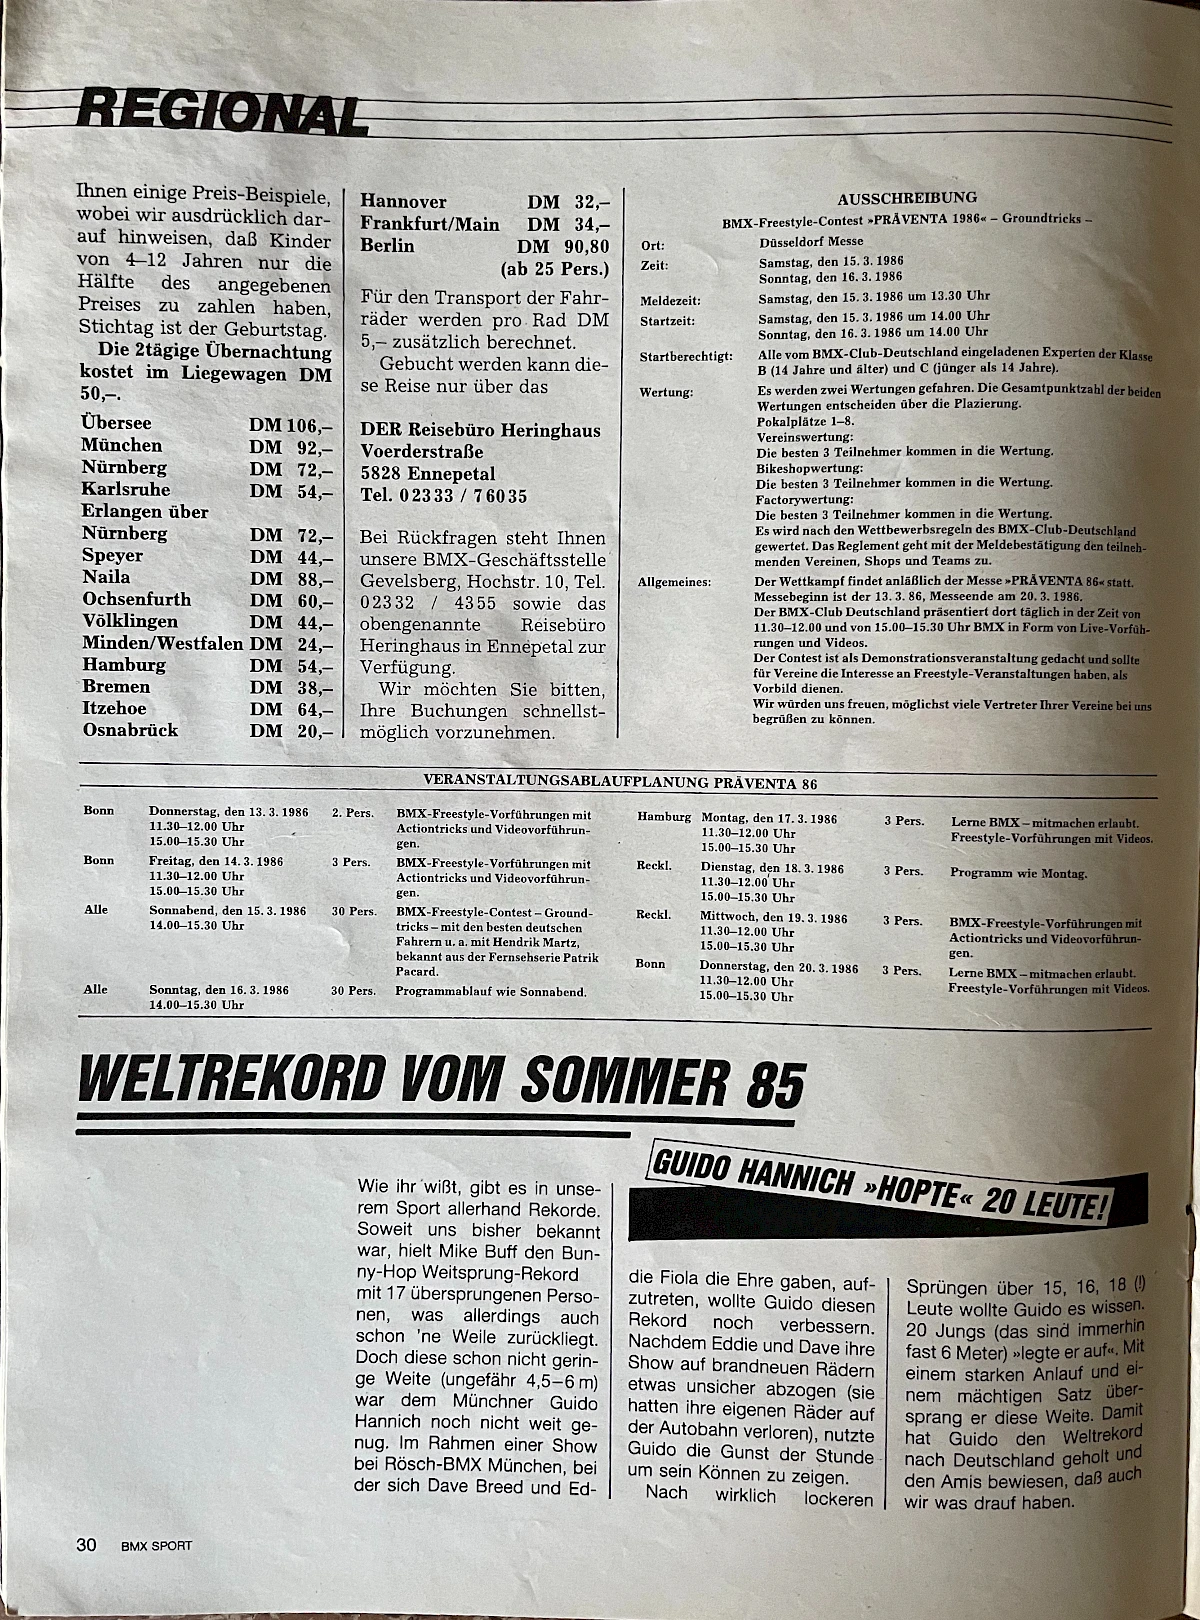 REGIONAL
Ihnen einige Preis-Beispiele,
wobei wir ausdrücklich dar-
auf hinweisen, daß Kinder
von 4–12 Jahren nur die
Hälfte des angegebenen
Preises zu zahlen haben,
Stichtag ist der Geburtstag.
Die 2tägige Übernachtung
kostet im Liegewagen DM
50,–.
Übersee DM 106,–
München DM 92,–
Nürnberg DM 72,–
Karlsruhe DM 54,–
Erlangen über
Nürnberg DM 72,–
Speyer DM 44,–
Naila DM 88,–
Ochsenfurth DM 60,–
Völklingen DM 44,–
Minden/Westfalen DM 24,–
Hamburg DM 54,–
Bremen DM 38,–
Itzehoe DM 64,–
Osnabrück DM 20,–
Hannover DM 32,–
Frankfurt/Main DM 34,–
Berlin DM 90,80
(ab 25 Pers.)
Für den Transport der Fahr-
räder werden pro Rad DM
5,– zusätzlich berechnet.
Gebucht werden kann die-
se Reise nur über das
DER Reisebüro Heringhaus
Voerderstraße
5828 Ennepetal
Tel. 0 23 33 / 7 60 35
Bei Rückfragen steht Ihnen
unsere BMX-Geschäftsstelle
Gevelsberg, Hochstr. 10, Tel.
0 23 32 / 43 55 sowie das
obengenannte Reisebüro
Heringhaus in Ennepetal zur
Verfügung.
Wir möchten Sie bitten,
Ihre Buchungen schnellst-
möglich vorzunehmen.
AUSSCHREIBUNG
BMX-Freestyle-Contest »PRÄVENTA 1986« – Groundtricks –
Ort: Düsseldorf Messe
Zeit: Samstag, den 15. 3. 1986
Sonntag, den 16. 3. 1986
Meldezeit: Samstag, den 15. 3. 1986 um 13.30 Uhr
Startzeit: Samstag, den 15. 3. 1986 um 14.00 Uhr
Sonntag, den 16. 3. 1986 um 14.00 Uhr
Startberechtigt: Alle vom BMX-Club-Deutschland eingeladenen Experten der Klasse
B (14 Jahre und älter) und C (jünger als 14 Jahre).
Wertung: Es werden zwei Wertungen gefahren. Die Gesamtpunktzahl der beiden
Wertungen entscheiden über die Plazierung.
Pokalplätze 1–8.
Vereinswertung:
Die besten 3 Teilnehmer kommen in die Wertung.
Bikeshopwertung:
Die besten 3 Teilnehmer kommen in die Wertung.
Factorywertung:
Die besten 3 Teilnehmer kommen in die Wertung.
Es wird nach den Wettbewerbsregeln des BMX-Club-Deutschland
gewertet. Das Reglement geht mit der Meldebestätigung den teilneh-
menden Vereinen, Shops und Teams zu.
Allgemeines: Der Wettkampf findet anläßlich der Messe »PRÄVENTA 86« statt.
Messebeginn ist der 13. 3. 86, Messeende am 20. 3. 1986.
Der BMX-Club Deutschland präsentiert dort täglich in der Zeit von
11.30–12.00 und von 15.00–15.30 Uhr BMX in Form von Live-Vorfüh-
rungen und Videos.
Der Contest ist als Demonstrationsveranstaltung gedacht und sollte
für Vereine die Interesse an Freestyle-Veranstaltungen haben, als
Vorbild dienen.
Wir würden uns freuen, möglichst viele Vertreter Ihrer Vereine bei uns
begrüßen zu können.
VERANSTALTUNGSABLAUFPLANUNG PRÄVENTA 86
Bonn Donnerstag, den 13. 3. 1986 2. Pers. BMX-Freestyle-Vorführungen mit
11.30–12.00 Uhr Actiontricks und Videovorführun-
15.00–15.30 Uhr gen.
Bonn Freitag, den 14. 3. 1986 3 Pers. BMX-Freestyle-Vorführungen mit
11.30–12.00 Uhr Actiontricks und Videovorführun-
15.00–15.30 Uhr gen.
Alle Sonnabend, den 15. 3. 1986 30 Pers. BMX-Freestyle-Contest – Ground-
14.00–15.30 Uhr tricks – mit den besten deutschen
Fahrern u. a. mit Hendrik Martz,
bekannt aus der Fernsehserie Patrik
Pacard.
Alle Sonntag, den 16. 3. 1986 30 Pers. Programmablauf wie Sonnabend.
14.00–15.30 Uhr
Hamburg Montag, den 17. 3. 1986 3 Pers. Lerne BMX – mitmachen erlaubt.
11.30–12.00 Uhr Freestyle-Vorführungen mit Videos.
15.00–15.30 Uhr
Reckl. Dienstag, den 18. 3. 1986 3 Pers. Programm wie Montag.
11.30–12.00 Uhr
15.00–15.30 Uhr
Reckl. Mittwoch, den 19. 3. 1986 3 Pers. BMX-Freestyle-Vorführungen mit
11.30–12.00 Uhr Actiontricks und Videovorführun-
15.00–15.30 Uhr gen.
Bonn Donnerstag, den 20. 3. 1986 3 Pers. Lerne BMX – mitmachen erlaubt.
11.30–12.00 Uhr Freestyle-Vorführungen mit Videos.
15.00–15.30 Uhr
WELTREKORD VOM SOMMER 85
GUIDO HANNICH »HOPTE« 20 LEUTE!
Wie ihr wißt, gibt es in unse-
rem Sport allerhand Rekorde.
Soweit uns bisher bekannt
war, hielt Mike Buff den Bun-
ny-Hop Weitsprung-Rekord
mit 17 übersprungenen Perso-
nen, was allerdings auch
schon 'ne Weile zurückliegt.
Doch diese schon nicht gerin-
ge Weite (ungefähr 4,5–6 m)
war dem Münchner Guido
Hannich noch nicht weit ge-
nug. Im Rahmen einer Show
bei Rösch-BMX München, bei
der sich Dave Breed und Ed-
die Fiola die Ehre gaben, auf-
zutreten, wollte Guido diesen
Rekord noch verbessern.
Nachdem Eddie und Dave ihre
Show auf brandneuen Rädern
etwas unsicher abzogen (sie
hatten ihre eigenen Räder auf
der Autobahn verloren), nutzte
Guido die Gunst der Stunde
um sein Können zu zeigen.
Nach wirklich lockeren
Sprüngen über 15, 16, 18 (!)
Leute wollte Guido es wissen.
20 Jungs (das sind immerhin
fast 6 Meter) »legte er auf«. Mit
einem starken Anlauf und ei-
nem mächtigen Satz über-
sprang er diese Weite. Damit
hat Guido den Weltrekord
nach Deutschland geholt und
den Amis bewiesen, daß auch
wir was drauf haben.
30 BMX SPORT